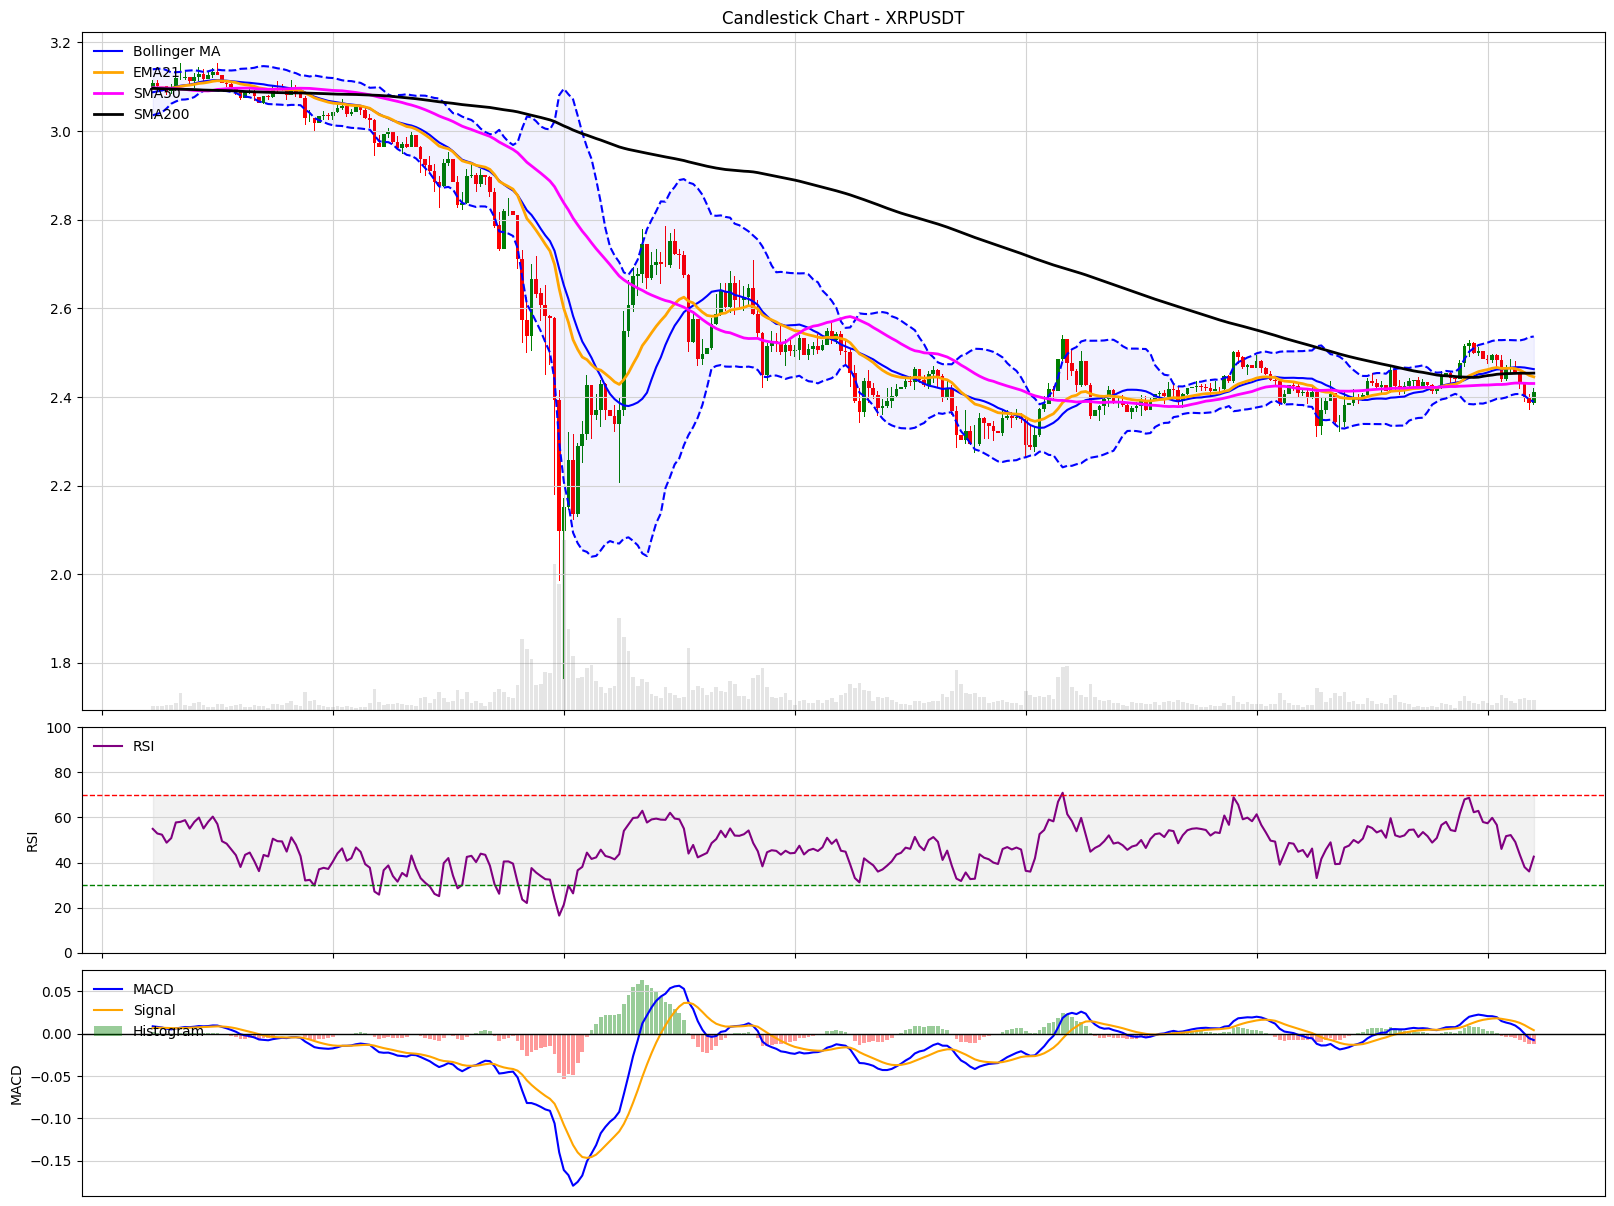 Candlestick Chart - XRPUSDT
3.2
3.0
2.8
2.6
2.4
2.2
2.0
1.8
Bollinger MA
EMA21
SMA50
SMA200
100
80
60
40
20
0
RSI
RSI
0.05
0.00
−0.05
−0.10
−0.15
MACD
MACD
Signal
Histogram